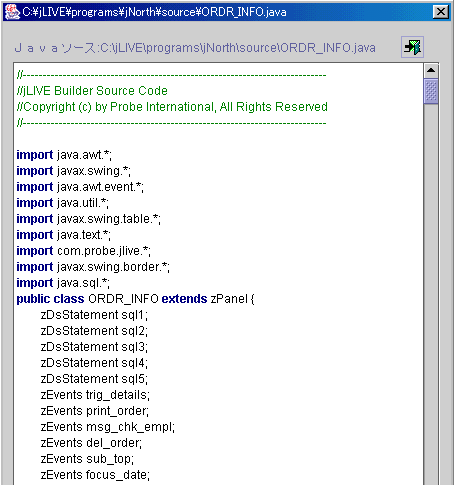 C:¥jLIVE¥programs¥jNorth¥source¥ORDR_INFO.java
Ｊａｖａソース:C:\jLIVE\programs\jNorth\source\ORDR_INFO.java
//--------------------------------------------------------------------------------
//jLIVE Builder Source Code
//Copyright (c) by Probe International, All Rights Reserved
//--------------------------------------------------------------------------------
import java.awt.*;
import javax.swing.*;
import java.awt.event.*;
import java.util.*;
import javax.swing.table.*;
import java.text.*;
import com.probe.jlive.*;
import javax.swing.border.*;
import java.sql.*;
public class ORDR_INFO extends zPanel {
zDsStatement sql1;
zDsStatement sql2;
zDsStatement sql3;
zDsStatement sql4;
zDsStatement sql5;
zEvents trig_details;
zEvents print_order;
zEvents msg_chk_empl;
zEvents del_order;
zEvents sub_top;
zEvents focus_date;